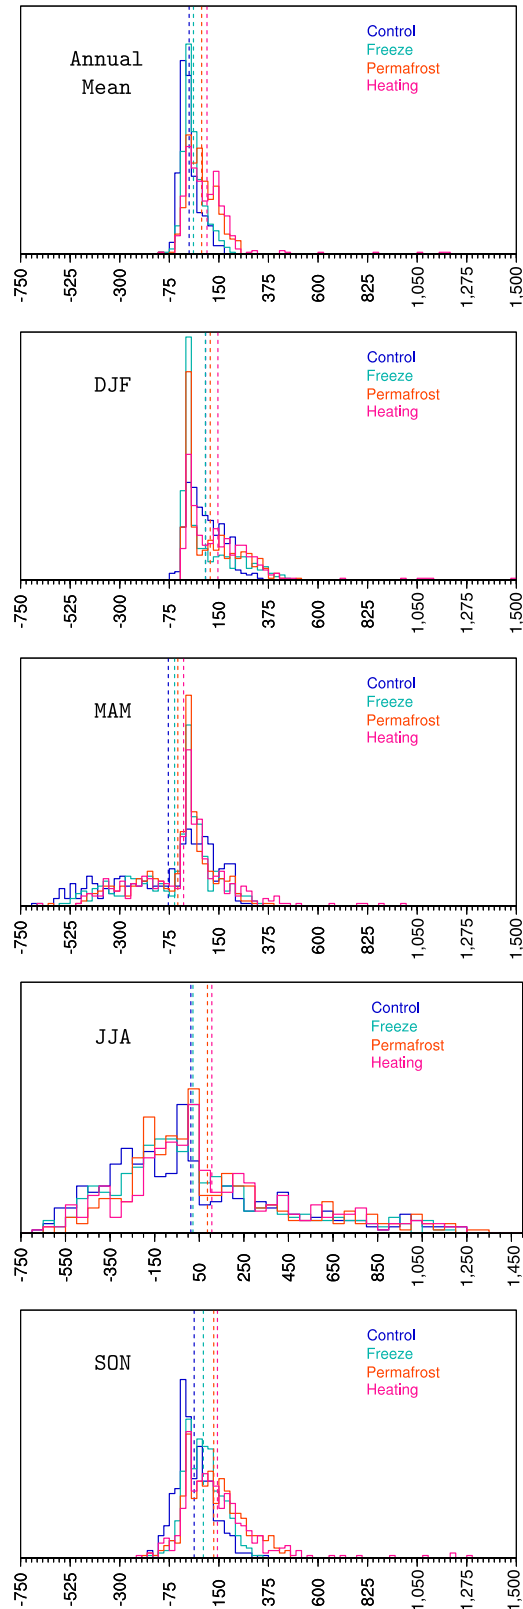 Annual
Mean
Control
Freeze
Permafrost
Heating
-750 -525 -300 -75 150 375 600 825 1,050 1,275 1,500
DJF
Control
Freeze
Permafrost
Heating
-750 -525 -300 -75 150 375 600 825 1,050 1,275 1,500
MAM
Control
Freeze
Permafrost
Heating
-750 -525 -300 -75 150 375 600 825 1,050 1,275 1,500
JJA
Control
Freeze
Permafrost
Heating
-750 -550 -350 -150 50 250 450 650 850 1,050 1,250 1,450
SON
Control
Freeze
Permafrost
Heating
-750 -525 -300 -75 150 375 600 825 1,050 1,275 1,500